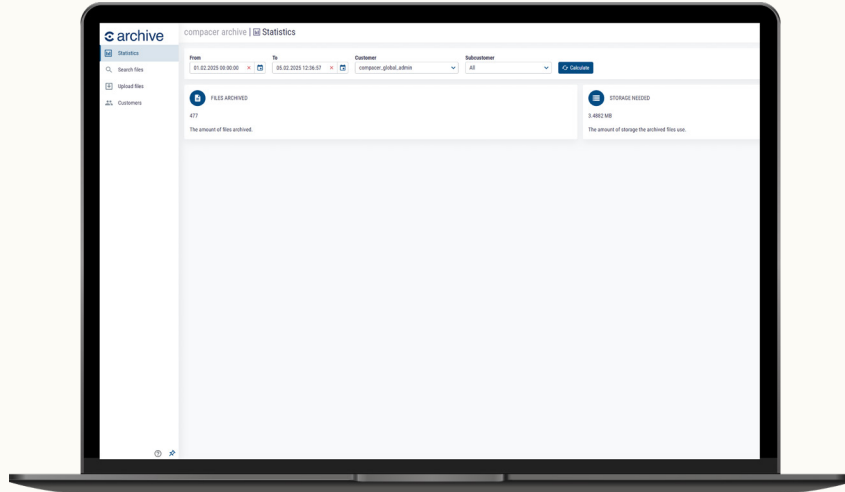 archive
compacer archive | Statistics
Statistics
Search files
Upload files
Customers
From
To
Customer
Subcustomer
01.02.2025 00:00:00
05.02.2025 12:36:57
compacer_global_admin
All
Calculate
FILES ARCHIVED
477
The amount of files archived.
STORAGE NEEDED
3.4882 MB
The amount of storage the archived files use.